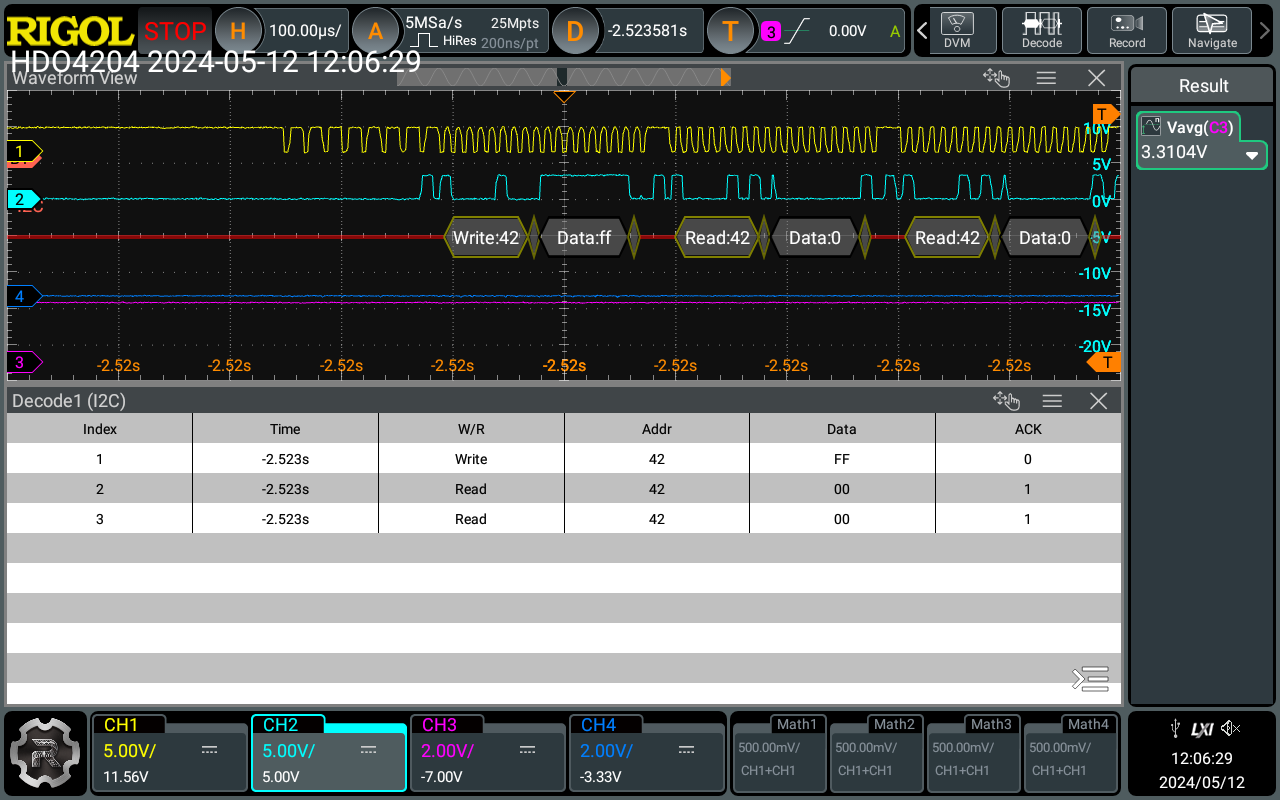 RIGOL STOP H 100.00µs/ A 5MSa/s 25Mpts HiRes 200ns/pt D -2.523581s T 3 0.00V A DVM Decode Record Navigate
HDO4204 2024-05-12 12:06:29
Waveform View
Result
Vavg(C3)
3.3104V
T
10V
1
5V
2
0V
Write:42 Data:ff Read:42 Data:0 Read:42 Data:0 -5V
-10V
4
-15V
-20V
3 -2.52s -2.52s -2.52s -2.52s -2.52s -2.52s -2.52s -2.52s -2.52s T
Decode1 (I2C)
Index Time W/R Addr Data ACK
1 -2.523s Write 42 FF 0
2 -2.523s Read 42 00 1
3 -2.523s Read 42 00 1
CH1 CH2 CH3 CH4 Math1 Math2 Math3 Math4
5.00V/ 5.00V/ 2.00V/ 2.00V/ 500.00mV/ 500.00mV/ 500.00mV/ 500.00mV/
11.56V 5.00V -7.00V -3.33V CH1+CH1 CH1+CH1 CH1+CH1 CH1+CH1
LXI
12:06:29
2024/05/12